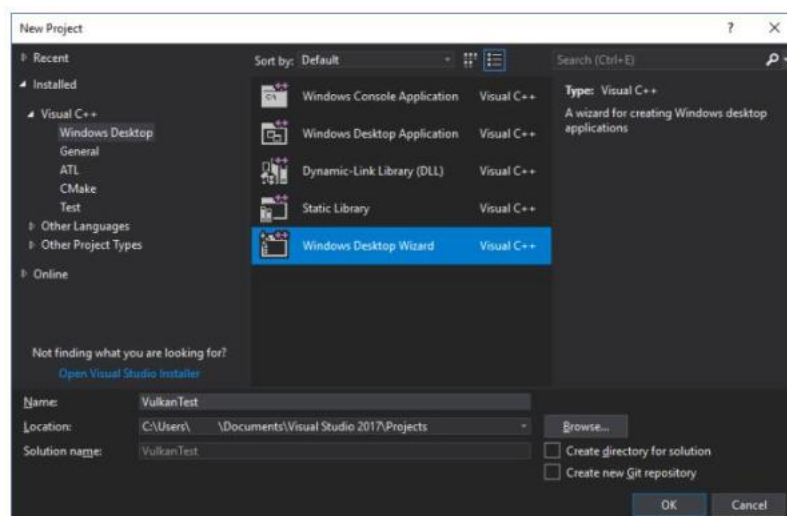 New Project
? ×
Recent
Installed
Visual C++
Windows Desktop
General
ATL
CMake
Test
Other Languages
Other Project Types
Online
Not finding what you are looking for?
Open Visual Studio Installer
Sort by: Default
Windows Console Application Visual C++
Windows Desktop Application Visual C++
Dynamic-Link Library (DLL) Visual C++
Static Library Visual C++
Windows Desktop Wizard Visual C++
Search (Ctrl+E)
Type: Visual C++
A wizard for creating Windows desktop
applications
Name: VulkanTest
Location: C:\Users\ \Documents\Visual Studio 2017\Projects
Browse...
Solution name: VulkanTest
Create directory for solution
Create new Git repository
OK Cancel